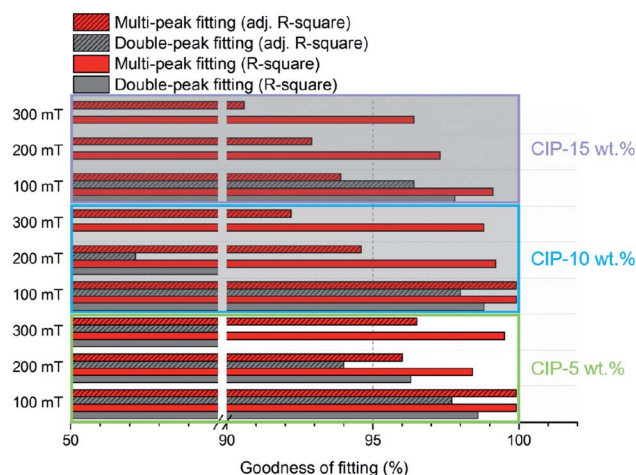 Multi-peak fitting (adj. R-square)
Double-peak fitting (adj. R-square)
Multi-peak fitting (R-square)
Double-peak fitting (R-square)
300 mT
200 mT
100 mT
CIP-15 wt.%
300 mT
200 mT
100 mT
CIP-10 wt.%
300 mT
200 mT
100 mT
CIP-5 wt.%
50 90 95 100
Goodness of fitting (%)